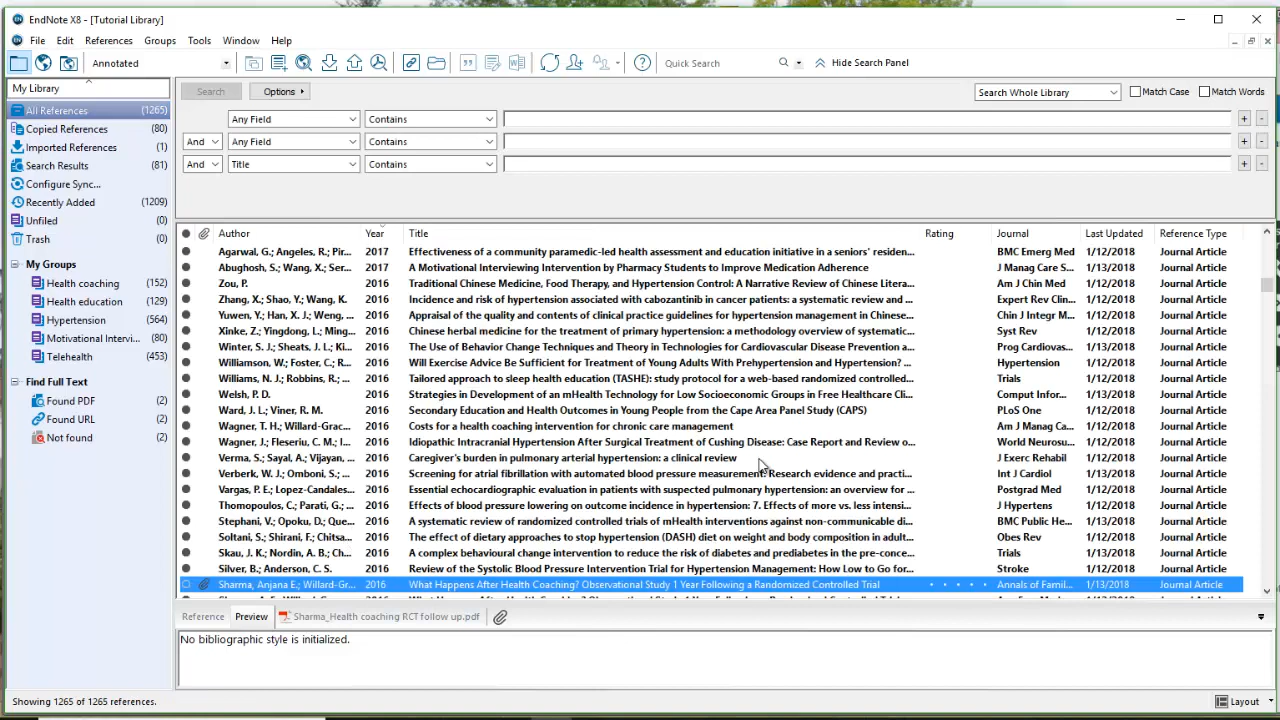 EndNote X8 - [Tutorial Library]
File Edit References Groups Tools Window Help
Annotated Quick Search Hide Search Panel
My Library
All References (1265)
Copied References (80)
Imported References (1)
Search Results (81)
Configure Sync...
Recently Added (1209)
Unfiled (0)
Trash (0)
My Groups
Health coaching (152)
Health education (129)
Hypertension (564)
Motivational Intervi... (80)
Telehealth (453)
Find Full Text
Found PDF (2)
Found URL (2)
Not found (2)
Search Options Search Whole Library Match Case Match Words
Any Field Contains + -
And Any Field Contains + -
And Title Contains + -
Author Year Title Rating Journal Last Updated Reference Type
Agarwal, G.; Angeles, R.; Pir... 2017 Effectiveness of a community paramedic-led health assessment and education initiative in a seniors' residen... BMC Emerg Med 1/12/2018 Journal Article
Abughosh, S.; Wang, X.; Ser... 2017 A Motivational Interviewing Intervention by Pharmacy Students to Improve Medication Adherence J Manag Care S... 1/13/2018 Journal Article
Zou, P. 2016 Traditional Chinese Medicine, Food Therapy, and Hypertension Control: A Narrative Review of Chinese Litera... Am J Chin Med 1/12/2018 Journal Article
Zhang, X.; Shao, Y.; Wang, K. 2016 Incidence and risk of hypertension associated with cabozantinib in cancer patients: a systematic review and ... Expert Rev Clin... 1/12/2018 Journal Article
Yuwen, Y.; Han, X. J.; Weng, ... 2016 Appraisal of the quality and contents of clinical practice guidelines for hypertension management in Chinese... Chin J Integr M... 1/12/2018 Journal Article
Xinke, Z.; Yingdong, L.; Ming... 2016 Chinese herbal medicine for the treatment of primary hypertension: a methodology overview of systematic... Syst Rev 1/12/2018 Journal Article
Winter, S. J.; Sheats, J. L.; Ki... 2016 The Use of Behavior Change Techniques and Theory in Technologies for Cardiovascular Disease Prevention a... Prog Cardiovas... 1/13/2018 Journal Article
Williamson, W.; Foster, C.; R... 2016 Will Exercise Advice Be Sufficient for Treatment of Young Adults With Prehypertension and Hypertension? ... Hypertension 1/12/2018 Journal Article
Williams, N. J.; Robbins, R.; ... 2016 Tailored approach to sleep health education (TASHE): study protocol for a web-based randomized controlled... Trials 1/12/2018 Journal Article
Welsh, P. D. 2016 Strategies in Development of an mHealth Technology for Low Socioeconomic Groups in Free Healthcare Cli... Comput Infor... 1/13/2018 Journal Article
Ward, J. L.; Viner, R. M. 2016 Secondary Education and Health Outcomes in Young People from the Cape Area Panel Study (CAPS) PLoS One 1/12/2018 Journal Article
Wagner, T. H.; Willard-Grac... 2016 Costs for a health coaching intervention for chronic care management Am J Manag Ca... 1/12/2018 Journal Article
Wagner, J.; Fleseriu, C. M.; I... 2016 Idiopathic Intracranial Hypertension After Surgical Treatment of Cushing Disease: Case Report and Review o... World Neurosu... 1/12/2018 Journal Article
Verma, S.; Sayal, A.; Vijayan, ... 2016 Caregiver's burden in pulmonary arterial hypertension: a clinical review J Exerc Rehabil 1/12/2018 Journal Article
Verberk, W. J.; Omboni, S.; ... 2016 Screening for atrial fibrillation with automated blood pressure measurement: Research evidence and practi... Int J Cardiol 1/12/2018 Journal Article
Vargas, P. E.; Lopez-Candales... 2016 Essential echocardiographic evaluation in patients with suspected pulmonary hypertension: an overview for ... Postgrad Med 1/12/2018 Journal Article
Thomopoulos, C.; Parati, G.; ... 2016 Effects of blood pressure lowering on outcome incidence in hypertension: 7. Effects of more vs. less intensi... J Hypertens 1/12/2018 Journal Article
Stephani, V.; Opoku, D.; Que... 2016 A systematic review of randomized controlled trials of mHealth interventions against non-communicable di... BMC Public He... 1/13/2018 Journal Article
Soltani, S.; Shirani, F.; Chitsa... 2016 The effect of dietary approaches to stop hypertension (DASH) diet on weight and body composition in adult... Obes Rev 1/12/2018 Journal Article
Skau, J. K.; Nordin, A. B.; Ch... 2016 A complex behavioural change intervention to reduce the risk of diabetes and prediabetes in the pre-conce... Trials 1/13/2018 Journal Article
Silver, B.; Anderson, C. S. 2016 Review of the Systolic Blood Pressure Intervention Trial for Hypertension Management: How Low to Go for... Stroke 1/12/2018 Journal Article
Sharma, Anjana E.; Willard-Gr... 2016 What Happens After Health Coaching? Observational Study 1 Year Following a Randomized Controlled Trial Annals of Famil... 1/13/2018 Journal Article
Reference Preview Sharma_Health coaching RCT follow up.pdf
No bibliographic style is initialized.
Showing 1265 of 1265 references. Layout